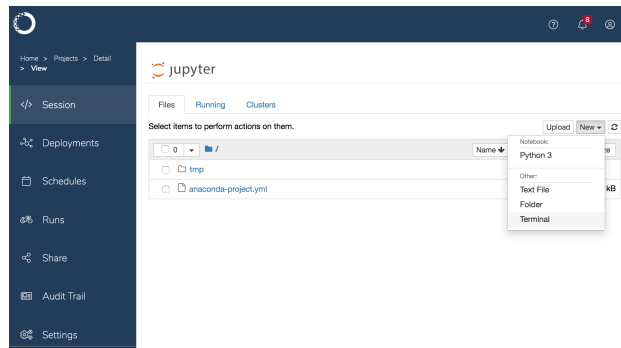 8
Home > Projects > Detail
> View
Session
Deployments
Schedules
Runs
Share
Audit Trail
Settings
jupyter
Files Running Clusters
Select items to perform actions on them.
Upload New
0 / Name
Notebook:
Python 3
Other:
Text File
Folder
Terminal
tmp
anaconda-project.yml kB